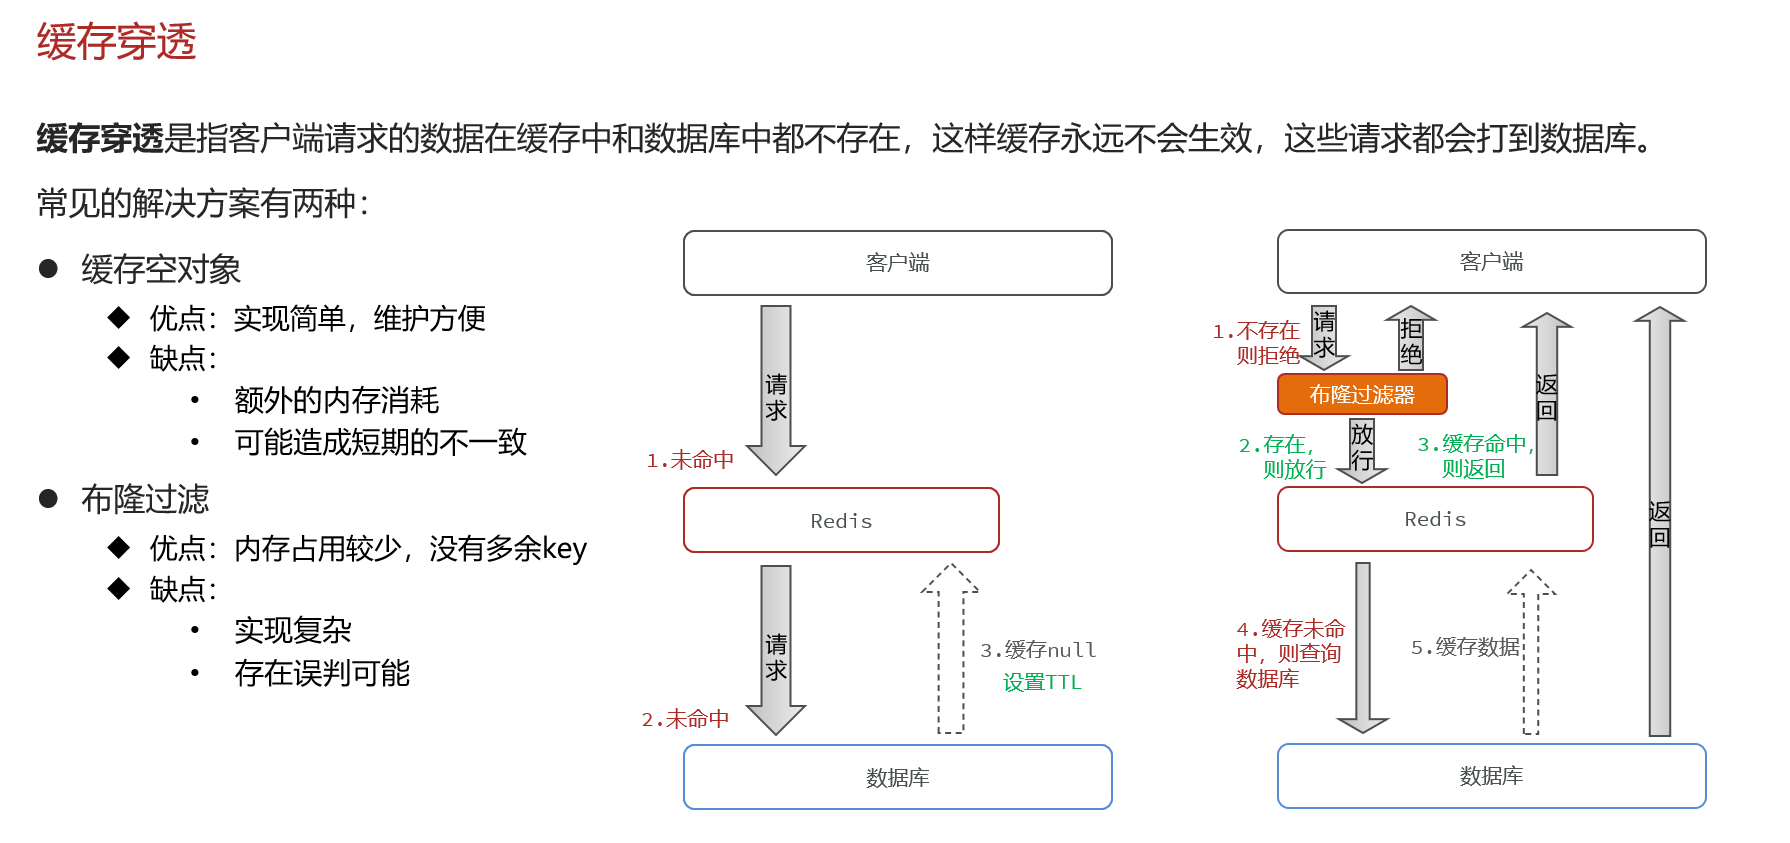 缓存穿透
缓存穿透是指客户端请求的数据在缓存中和数据库中都不存在，这样缓存永远不会生效，这些请求都会打到数据库。
常见的解决方案有两种：
● 缓存空对象
◆ 优点：实现简单，维护方便
◆ 缺点：
• 额外的内存消耗
• 可能造成短期的不一致
● 布隆过滤
◆ 优点：内存占用较少，没有多余key
◆ 缺点：
• 实现复杂
• 存在误判可能
客户端
请求
1.未命中
Redis
请求
2.未命中
3.缓存null
设置TTL
数据库
客户端
1.不存在
则拒绝
请求
拒绝
布隆过滤器
2.存在，
则放行
放行
3.缓存命中，
则返回
返回
Redis
返回
4.缓存未命
中，则查询
数据库
5.缓存数据
数据库